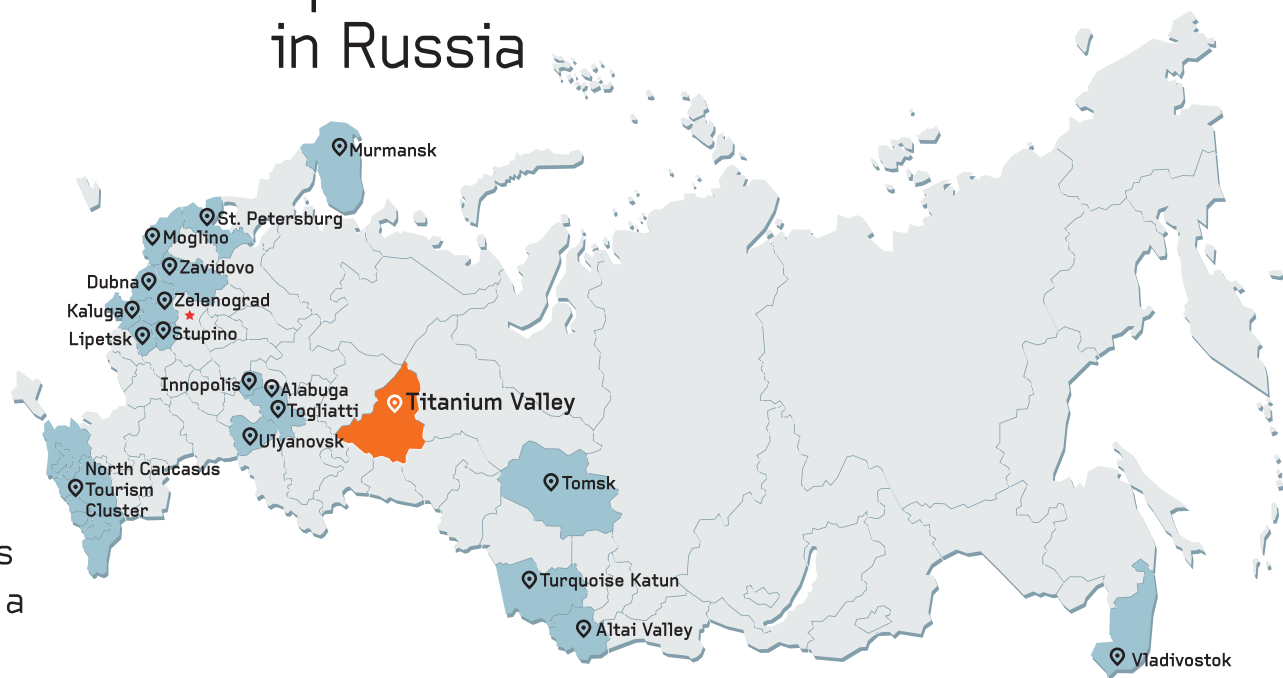 in Russia
Murmansk
St. Petersburg
Moglino
Zavidovo
Dubna
Zelenograd
Kaluga
Stupino
Lipetsk
Innopolis
Alabuga
Togliatti
Titanium Valley
Ulyanovsk
North Caucasus
Tourism
Cluster
Tomsk
s
a
Turquoise Katun
Altai Valley
Vladivostok